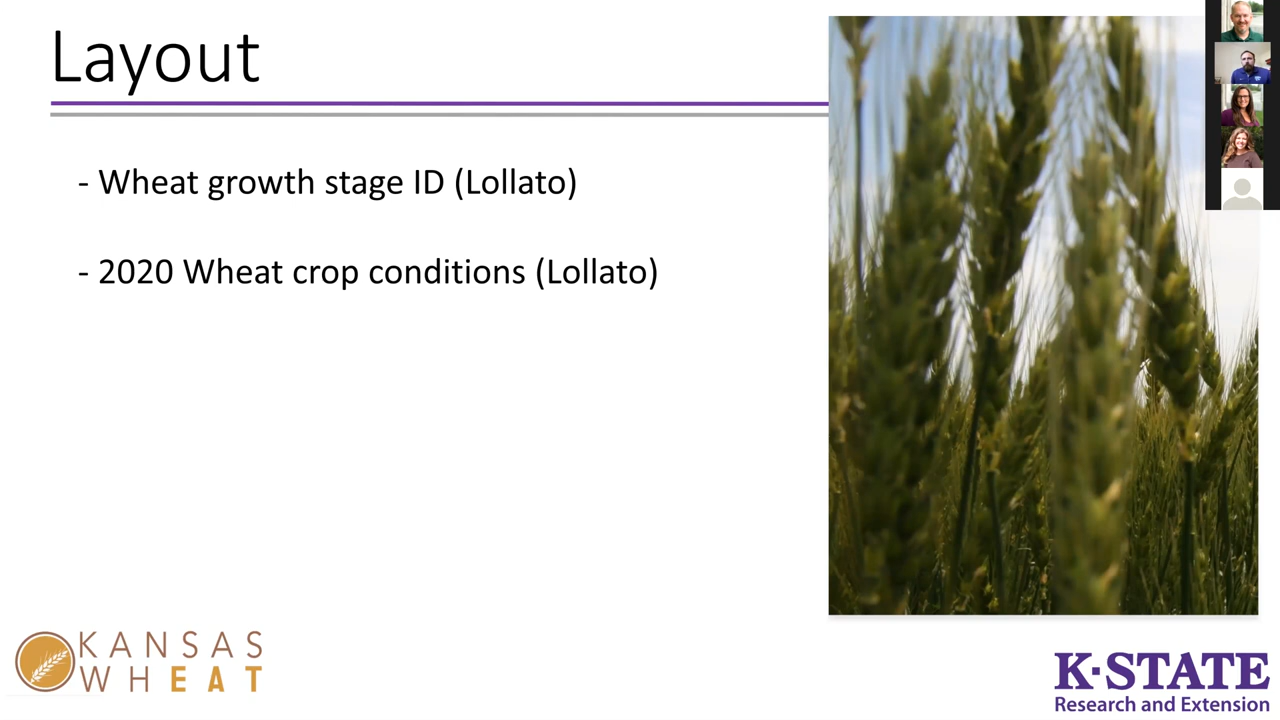 Layout
- Wheat growth stage ID (Lollato)
- 2020 Wheat crop conditions (Lollato)
KANSAS
WHEAT
K-STATE
Research and Extension